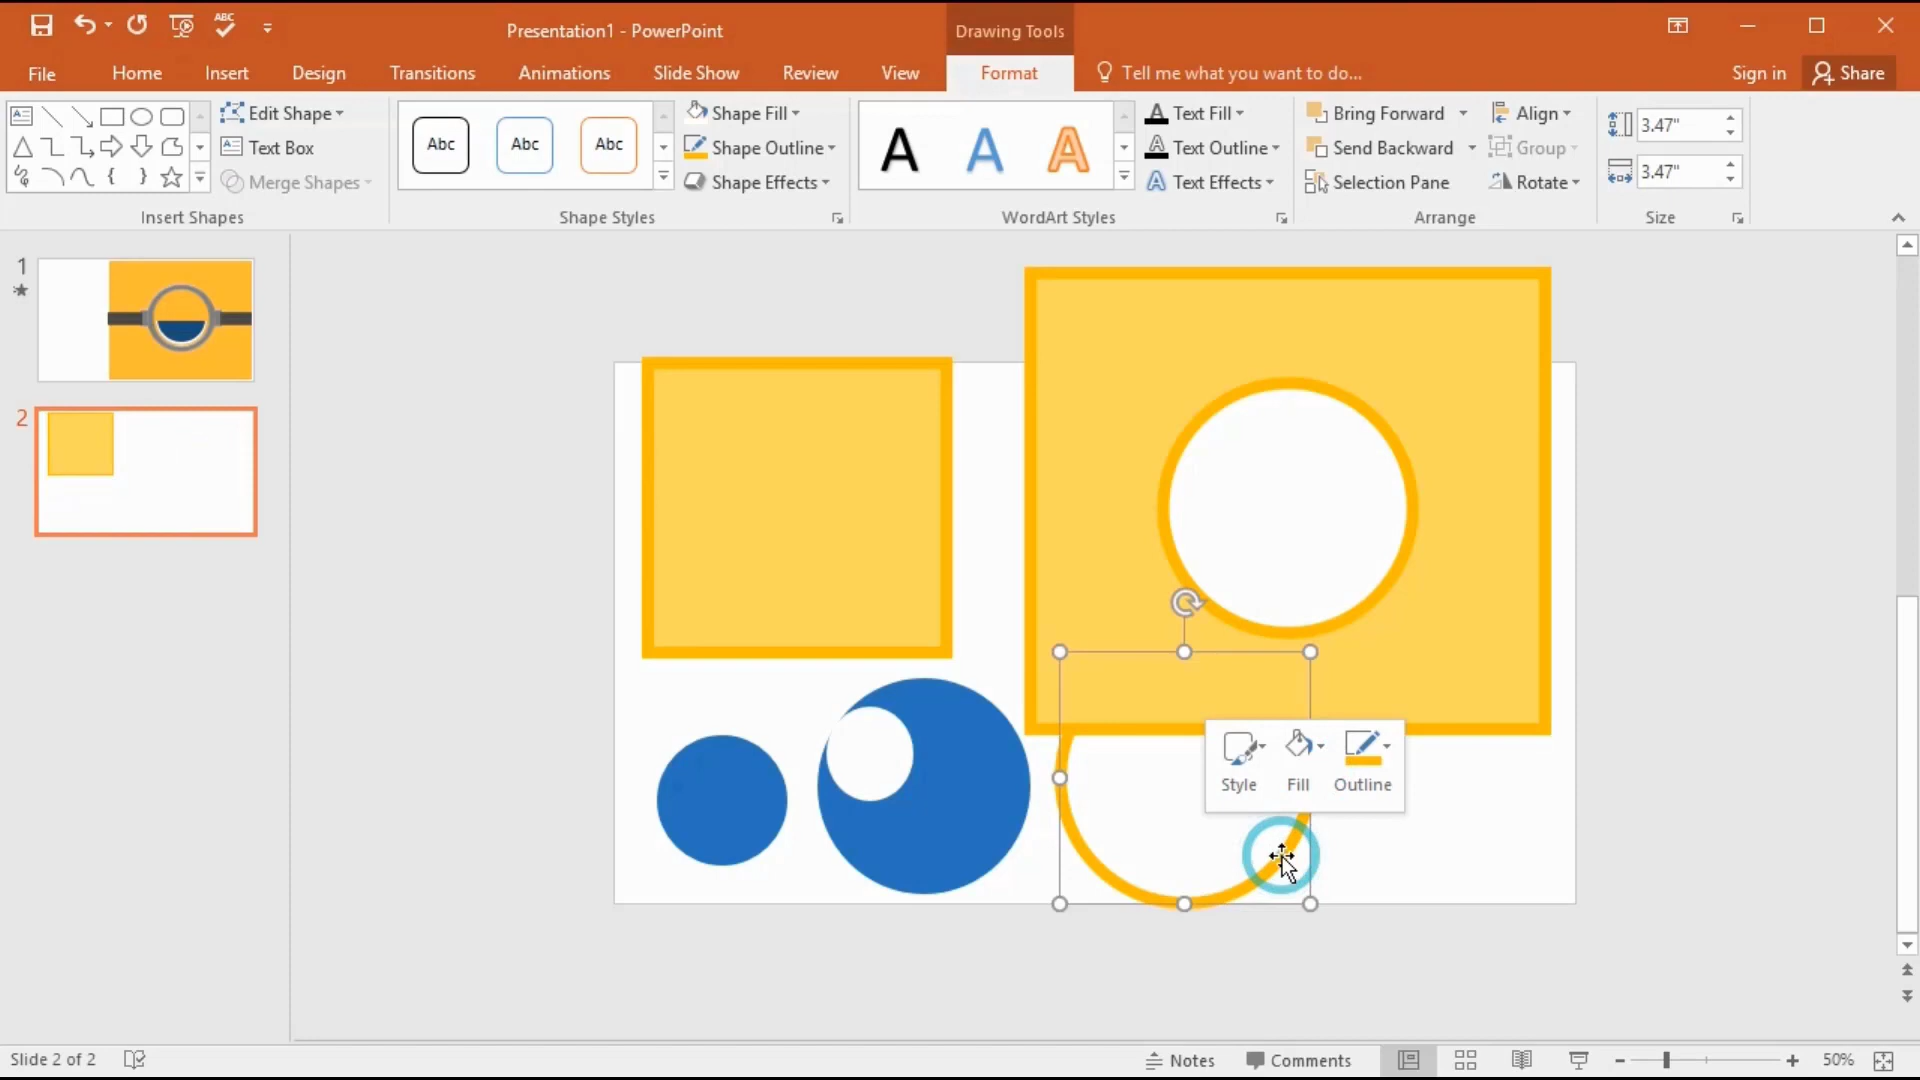 ABC
Presentation1 - PowerPoint
Drawing Tools
File
Home
Insert
Design
Transitions
Animations
Slide Show
Review
View
Format
Tell me what you want to do...
Sign in
Share
Edit Shape
Text Box
Merge Shapes
Insert Shapes
Abc
Abc
Abc
Shape Fill
Shape Outline
Shape Effects
Shape Styles
A
A
A
Text Fill
Text Outline
Text Effects
WordArt Styles
Bring Forward
Send Backward
Selection Pane
Align
Group
Rotate
Arrange
3.47"
3.47"
Size
1
2
Style
Fill
Outline
Slide 2 of 2
Notes
Comments
50%